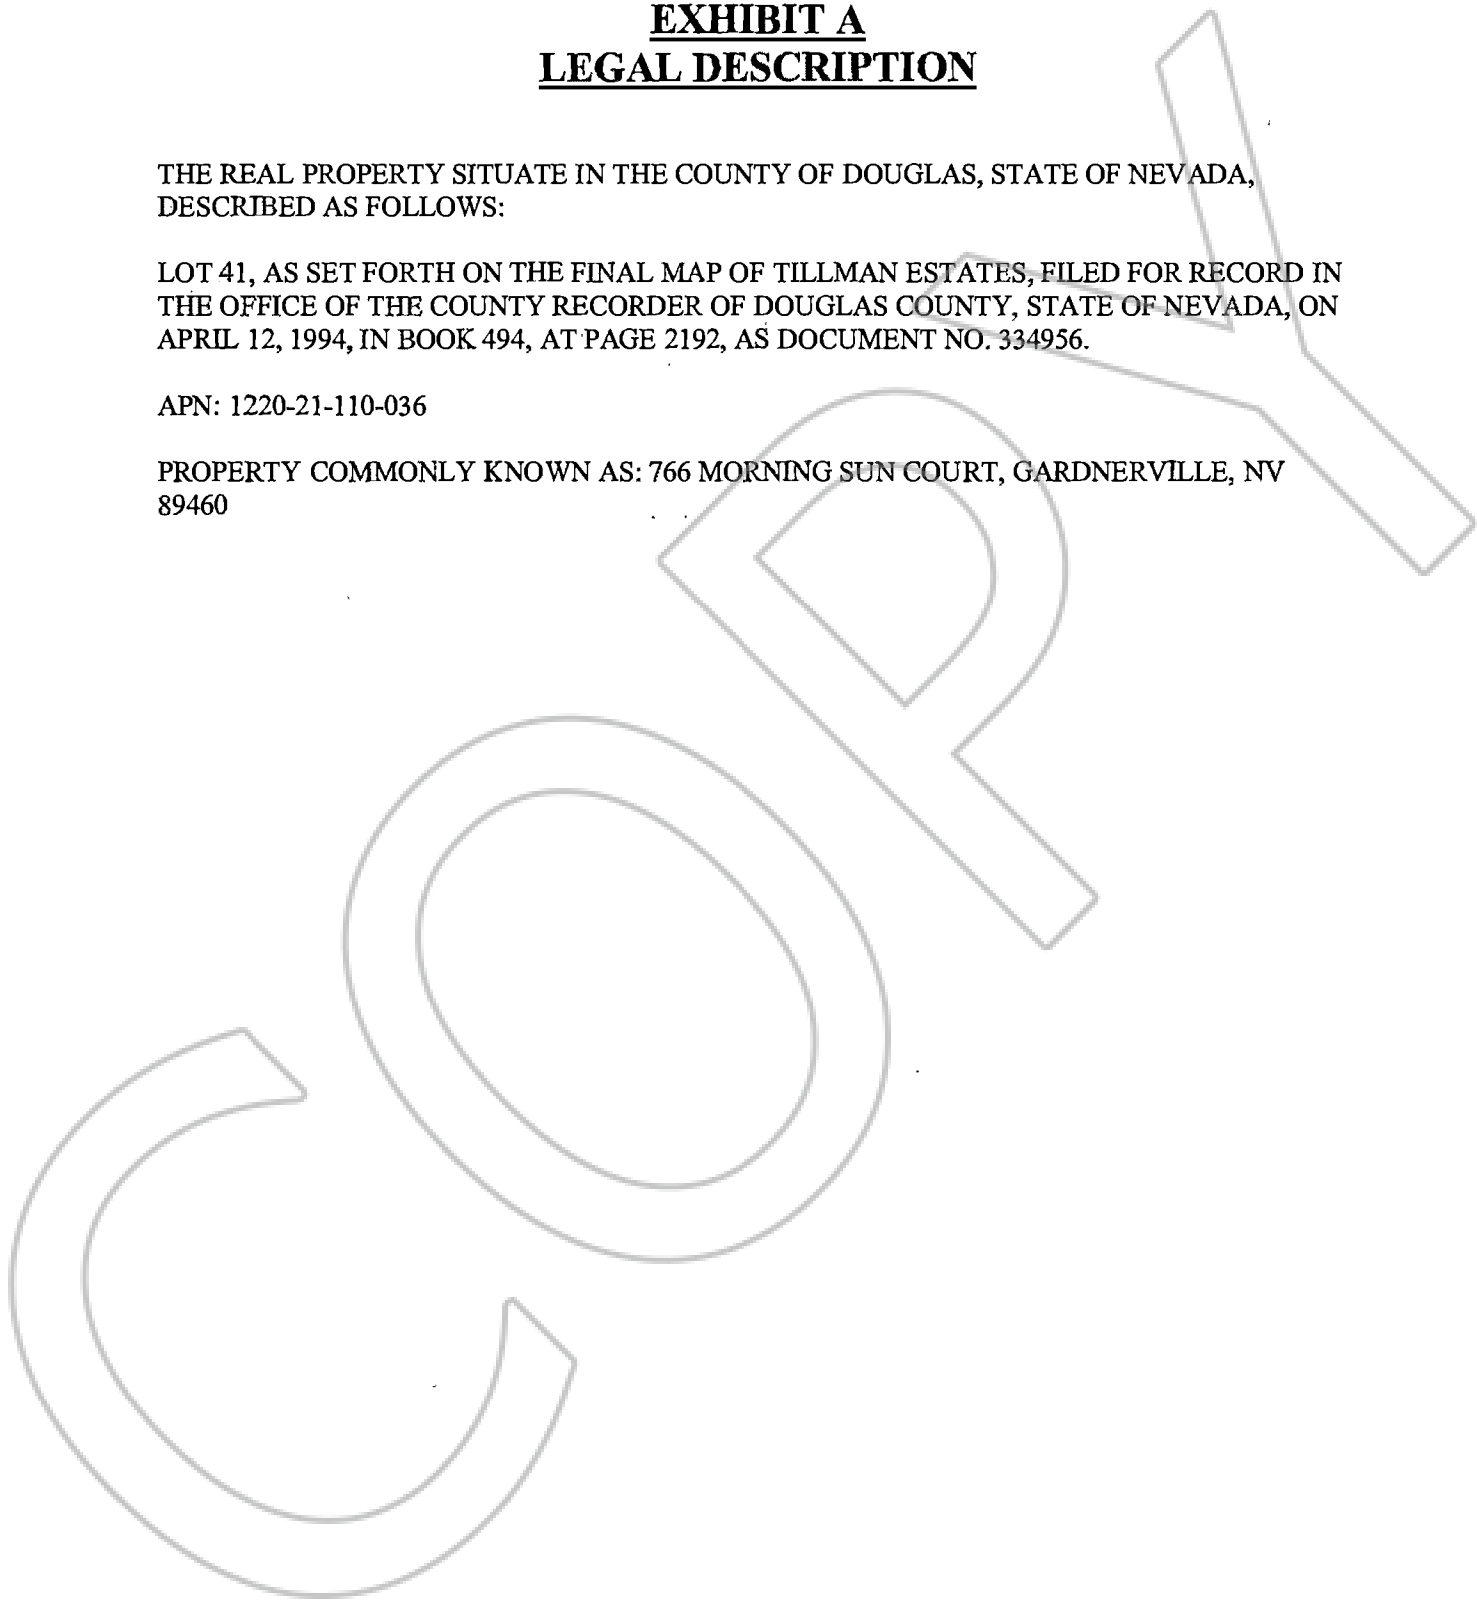 EXHIBIT A
LEGAL DESCRIPTION
THE REAL PROPERTY SITUATE IN THE COUNTY OF DOUGLAS, STATE OF NEVADA,
DESCRIBED AS FOLLOWS:
LOT 41, AS SET FORTH ON THE FINAL MAP OF TILLMAN ESTATES, FILED FOR RECORD IN
THE OFFICE OF THE COUNTY RECORDER OF DOUGLAS COUNTY, STATE OF NEVADA, ON
APRIL 12, 1994, IN BOOK 494, AT PAGE 2192, AS DOCUMENT NO. 334956.
APN: 1220-21-110-036
PROPERTY COMMONLY KNOWN AS: 766 MORNING SUN COURT, GARDNERVILLE, NV
89460
COPY